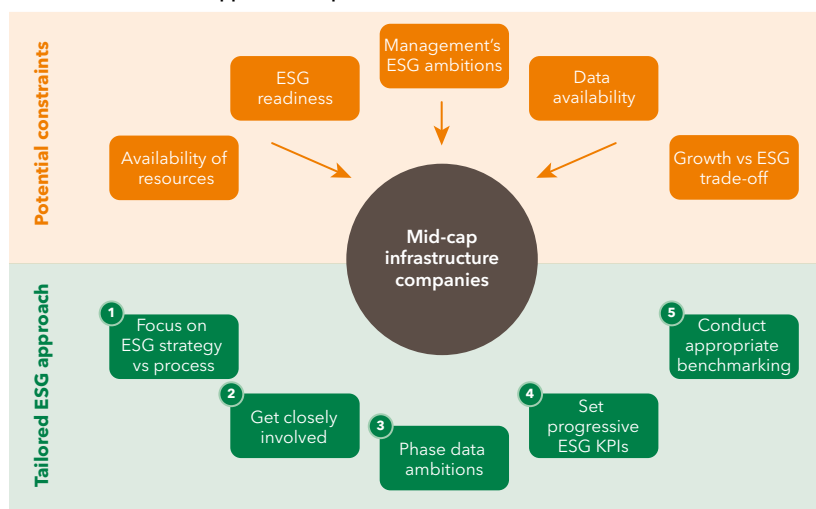 Potential constraints
Management's
ESG ambitions
ESG
readiness
Data
availability
Availability of
resources
Growth vs ESG
trade-off
Mid-cap
infrastructure
companies
Tailored ESG approach
1
Focus on
ESG strategy
vs process
2
Get closely
involved
3
Phase data
ambitions
4
Set
progressive
ESG KPIs
5
Conduct
appropriate
benchmarking